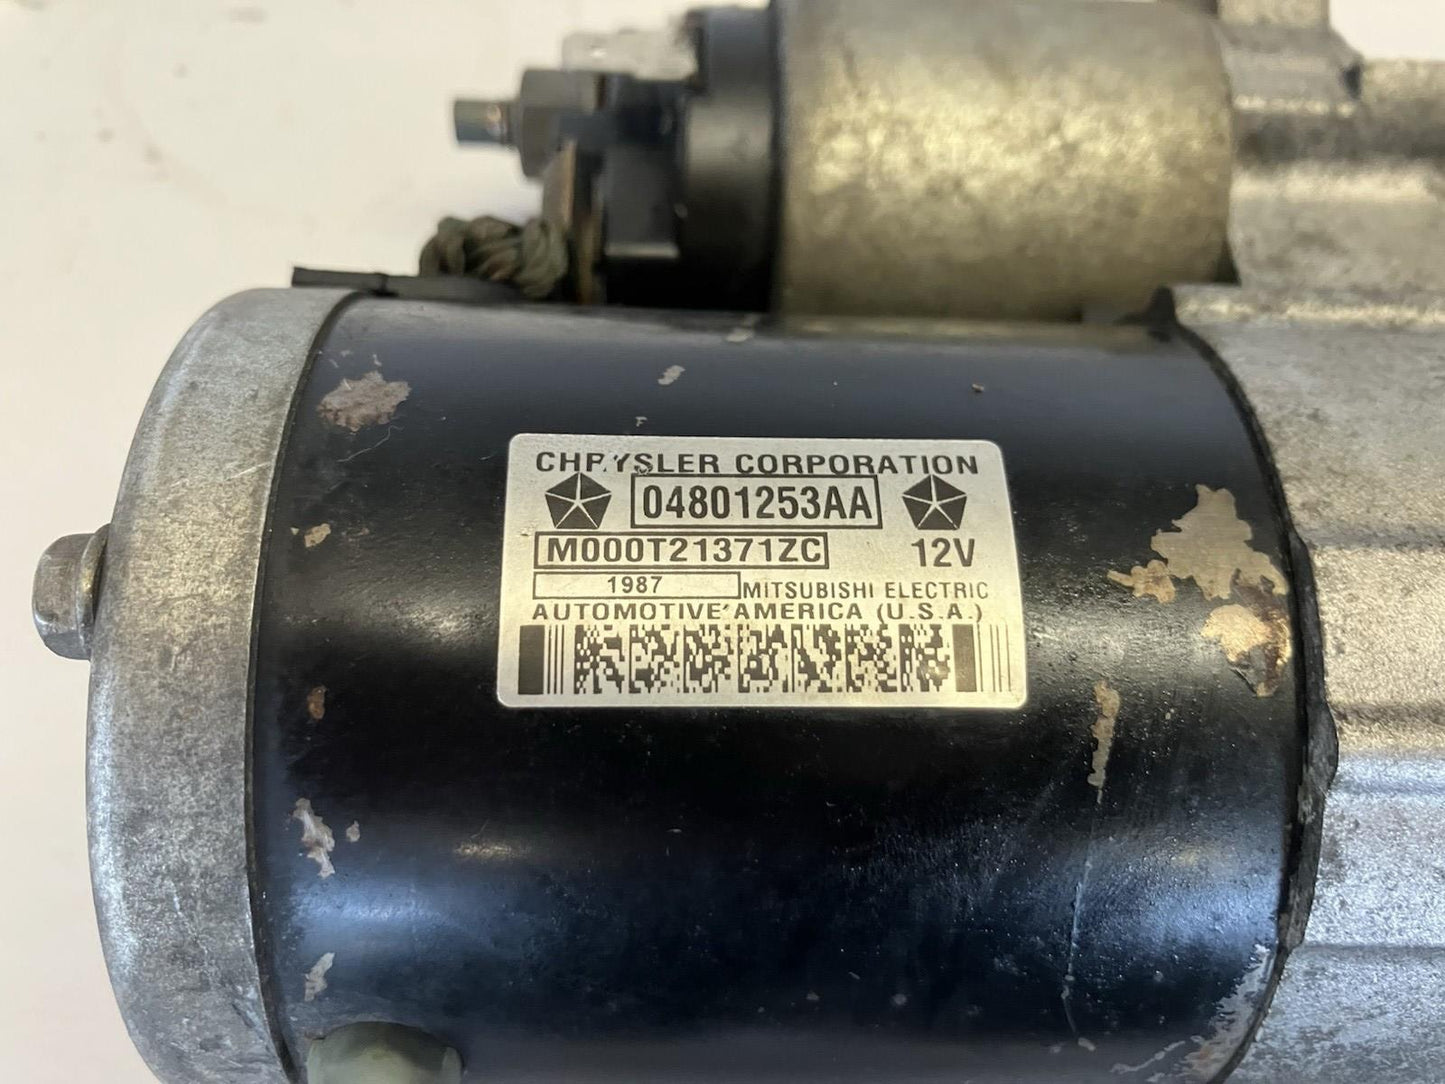 CHRYSLER CORPORATION
04801253AA
M000T21371ZC 12V
1987 MITSUBISHI ELECTRIC
AUTOMOTIVE AMERICA (U.S.A.)